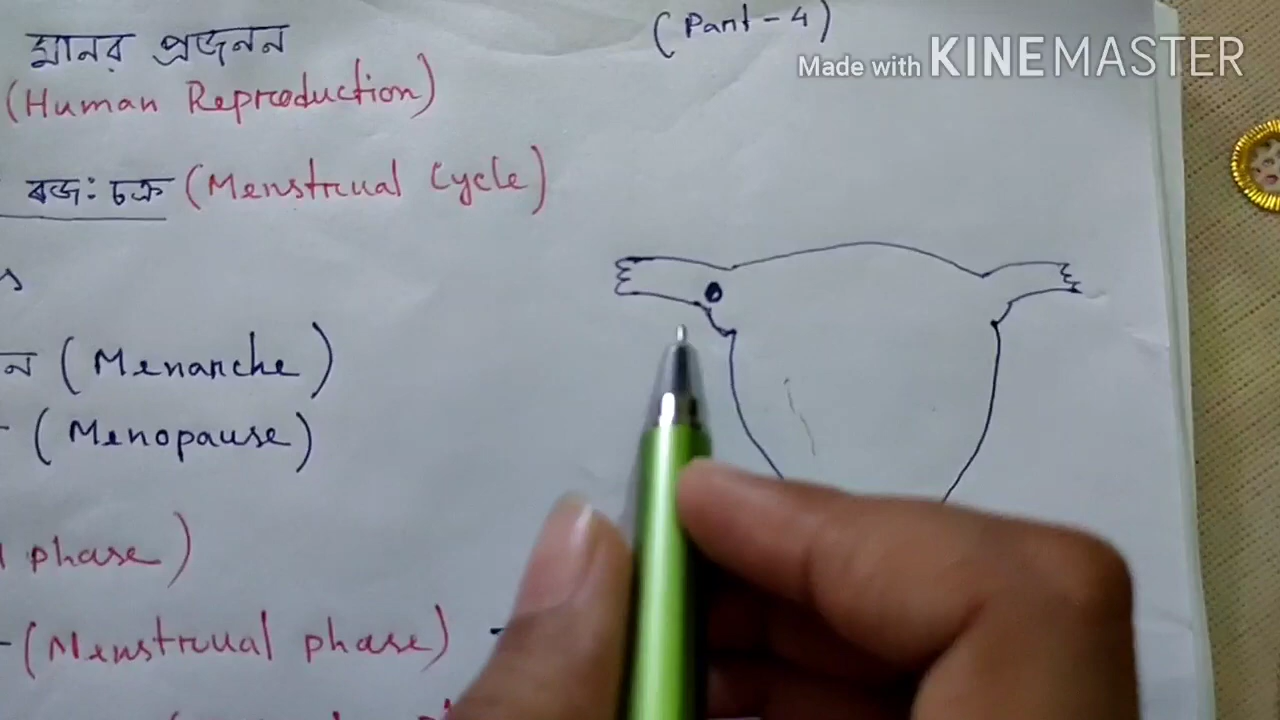 মানৱ প্ৰজনন
(Part - 4)
Made with KINEMASTER
(Human Reproduction)
ৰজঃ চক্ৰ (Menstrual Cycle)
s
ন (Menarche)
- (Menopause)
phase)
- (Menstrual phase) -